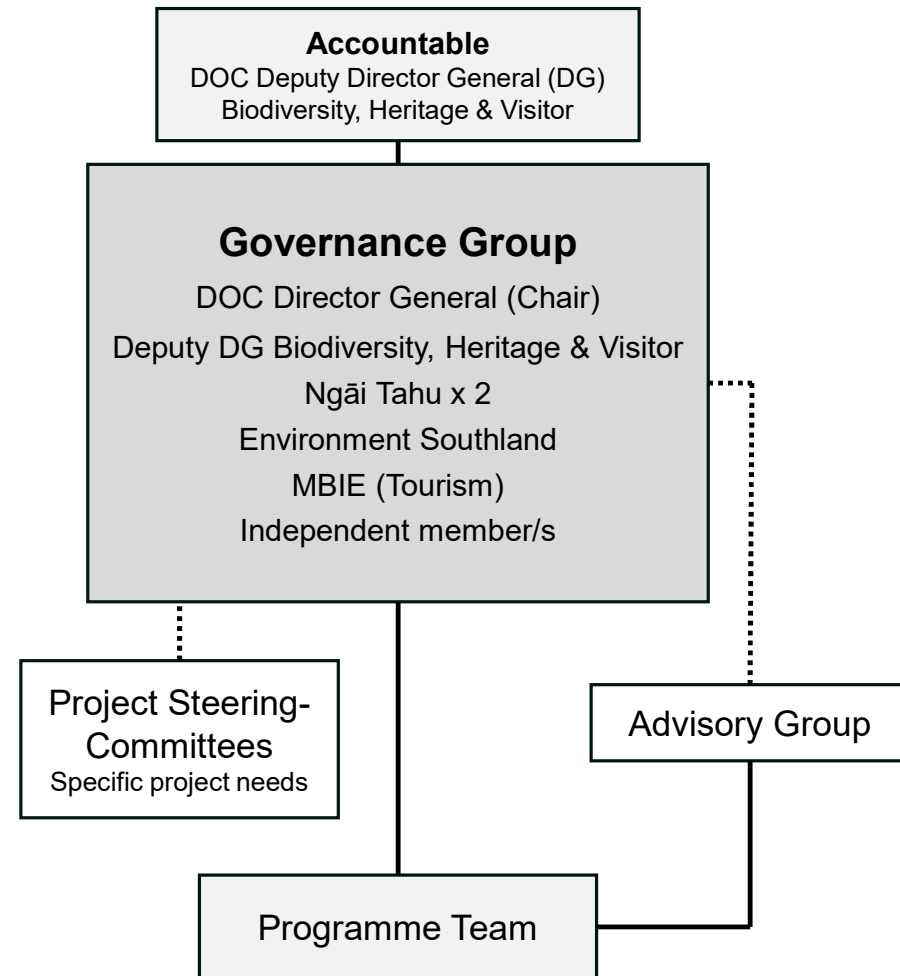 Accountable
DOC Deputy Director General (DG)
Biodiversity, Heritage & Visitor
Governance Group
DOC Director General (Chair)
Deputy DG Biodiversity, Heritage & Visitor
Ngāi Tahu x 2
Environment Southland
MBIE (Tourism)
Independent member/s
Project Steering-
Committees
Specific project needs
Advisory Group
Programme Team